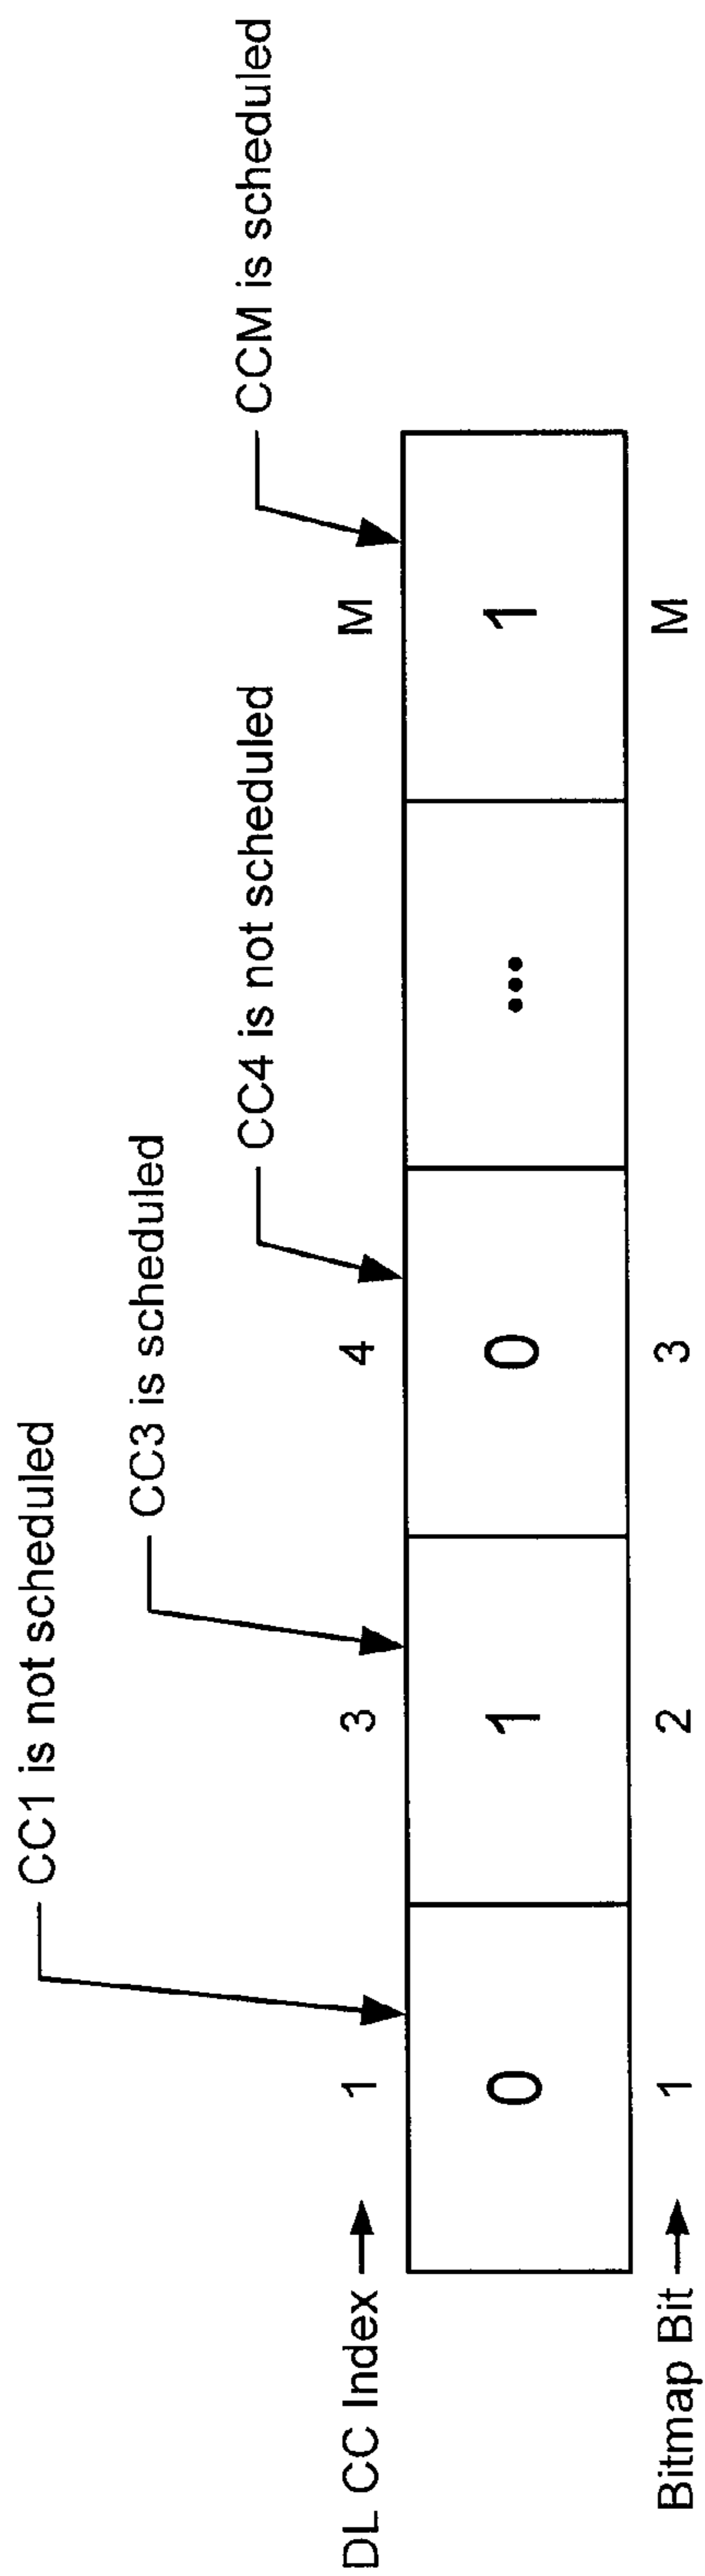 CC1 is not scheduled
CC3 is scheduled
CC4 is not scheduled
CCM is scheduled
DL CC Index 1 3 4 M
0 1 0 ... 1
Bitmap Bit 1 2 3 M